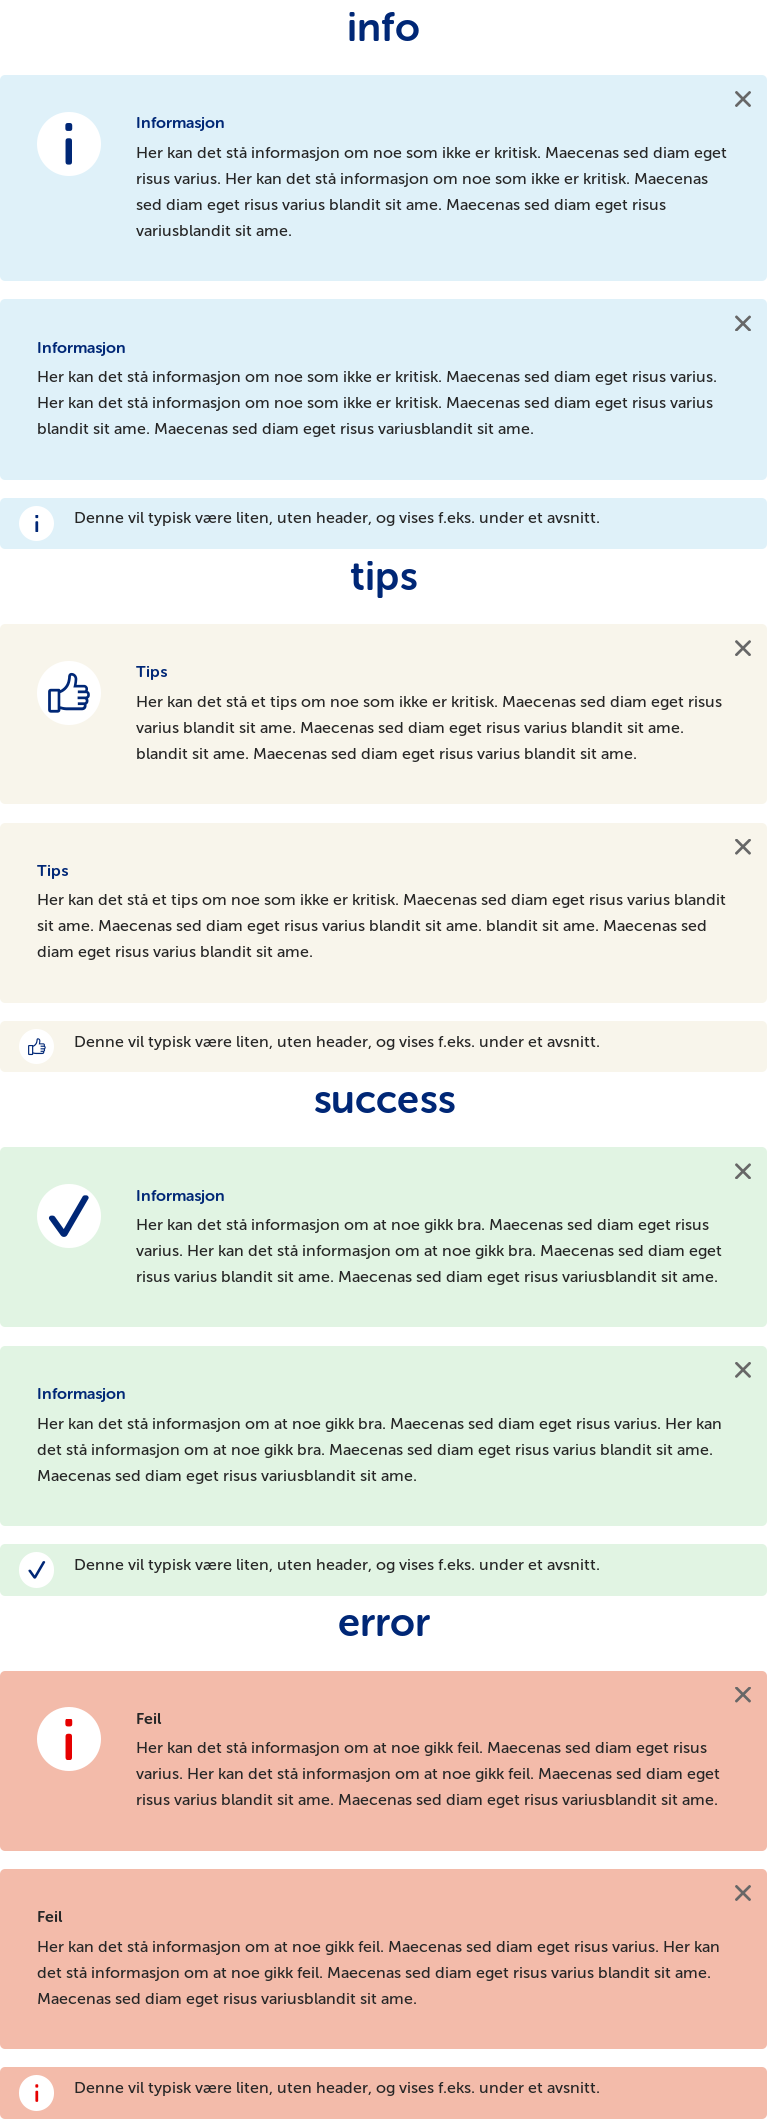 info
Informasjon
Her kan det stå informasjon om noe som ikke er kritisk. Maecenas sed diam eget
risus varius. Her kan det stå informasjon om noe som ikke er kritisk. Maecenas
sed diam eget risus varius blandit sit ame. Maecenas sed diam eget risus
variusblandit sit ame.
Informasjon
Her kan det stå informasjon om noe som ikke er kritisk. Maecenas sed diam eget risus varius.
Her kan det stå informasjon om noe som ikke er kritisk. Maecenas sed diam eget risus varius
blandit sit ame. Maecenas sed diam eget risus variusblandit sit ame.
Denne vil typisk være liten, uten header, og vises f.eks. under et avsnitt.
tips
Tips
Her kan det stå et tips om noe som ikke er kritisk. Maecenas sed diam eget risus
varius blandit sit ame. Maecenas sed diam eget risus varius blandit sit ame.
blandit sit ame. Maecenas sed diam eget risus varius blandit sit ame.
Tips
Her kan det stå et tips om noe som ikke er kritisk. Maecenas sed diam eget risus varius blandit
sit ame. Maecenas sed diam eget risus varius blandit sit ame. blandit sit ame. Maecenas sed
diam eget risus varius blandit sit ame.
Denne vil typisk være liten, uten header, og vises f.eks. under et avsnitt.
success
Informasjon
Her kan det stå informasjon om at noe gikk bra. Maecenas sed diam eget risus
varius. Her kan det stå informasjon om at noe gikk bra. Maecenas sed diam eget
risus varius blandit sit ame. Maecenas sed diam eget risus variusblandit sit ame.
Informasjon
Her kan det stå informasjon om at noe gikk bra. Maecenas sed diam eget risus varius. Her kan
det stå informasjon om at noe gikk bra. Maecenas sed diam eget risus varius blandit sit ame.
Maecenas sed diam eget risus variusblandit sit ame.
Denne vil typisk være liten, uten header, og vises f.eks. under et avsnitt.
error
Feil
Her kan det stå informasjon om at noe gikk feil. Maecenas sed diam eget risus
varius. Her kan det stå informasjon om at noe gikk feil. Maecenas sed diam eget
risus varius blandit sit ame. Maecenas sed diam eget risus variusblandit sit ame.
Feil
Her kan det stå informasjon om at noe gikk feil. Maecenas sed diam eget risus varius. Her kan
det stå informasjon om at noe gikk feil. Maecenas sed diam eget risus varius blandit sit ame.
Maecenas sed diam eget risus variusblandit sit ame.
Denne vil typisk være liten, uten header, og vises f.eks. under et avsnitt.